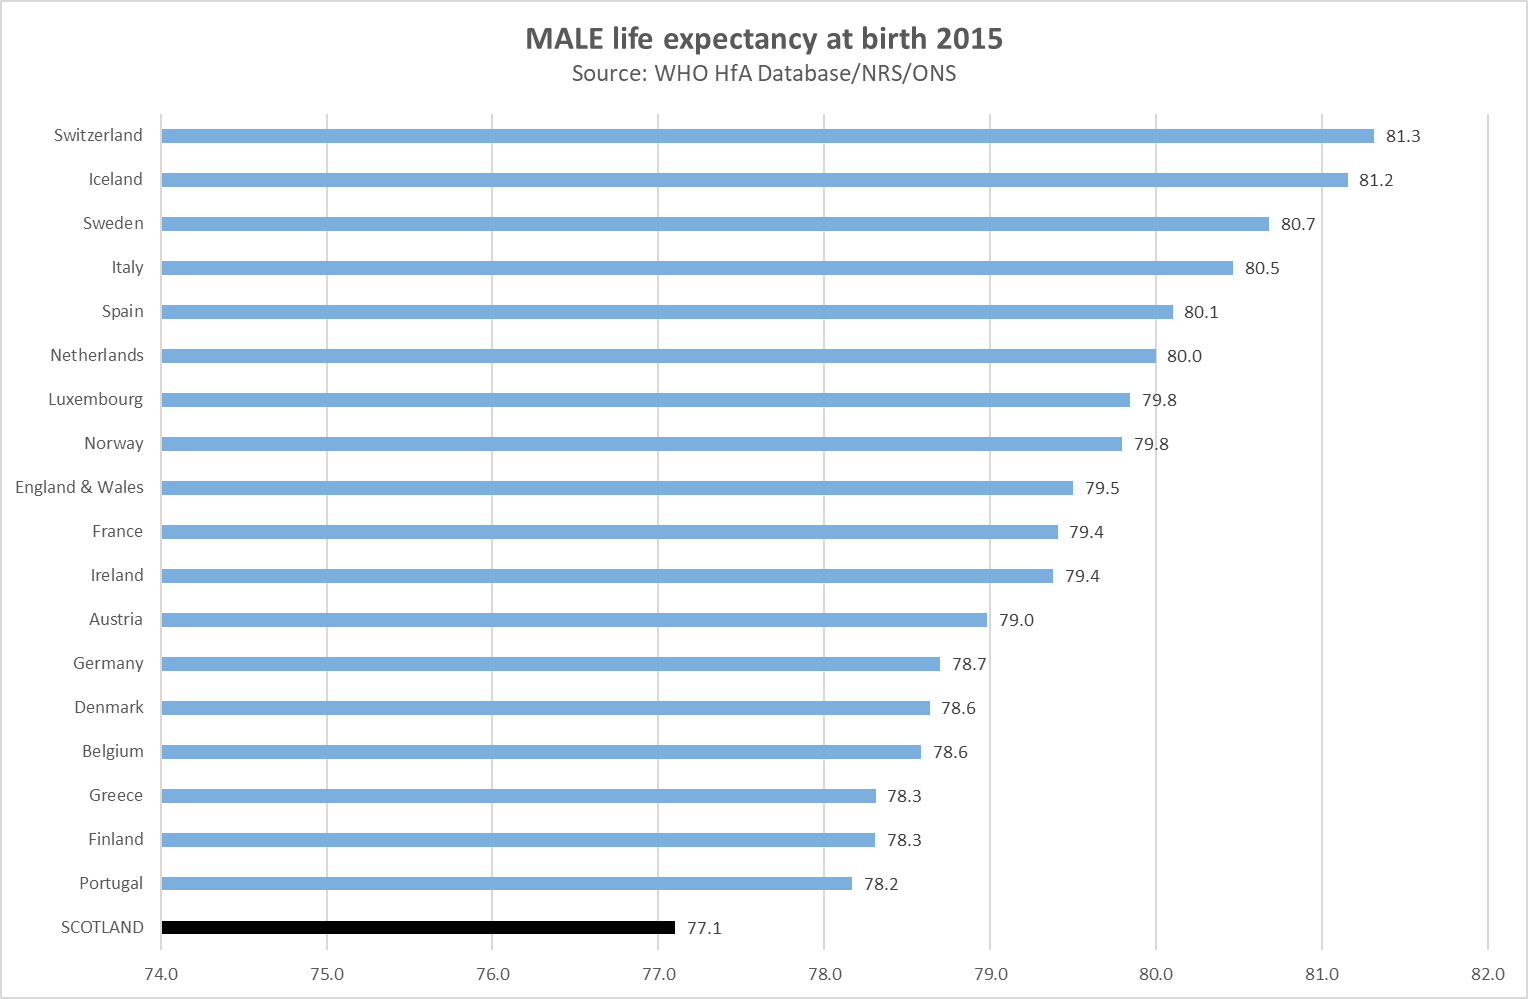 MALE life expectancy at birth 2015
Source: WHO HfA Database/NRS/ONS
Switzerland 81.3
Iceland 81.2
Sweden 80.7
Italy 80.5
Spain 80.1
Netherlands 80.0
Luxembourg 79.8
Norway 79.8
England & Wales 79.5
France 79.4
Ireland 79.4
Austria 79.0
Germany 78.7
Denmark 78.6
Belgium 78.6
Greece 78.3
Finland 78.3
Portugal 78.2
SCOTLAND 77.1
74.0 75.0 76.0 77.0 78.0 79.0 80.0 81.0 82.0